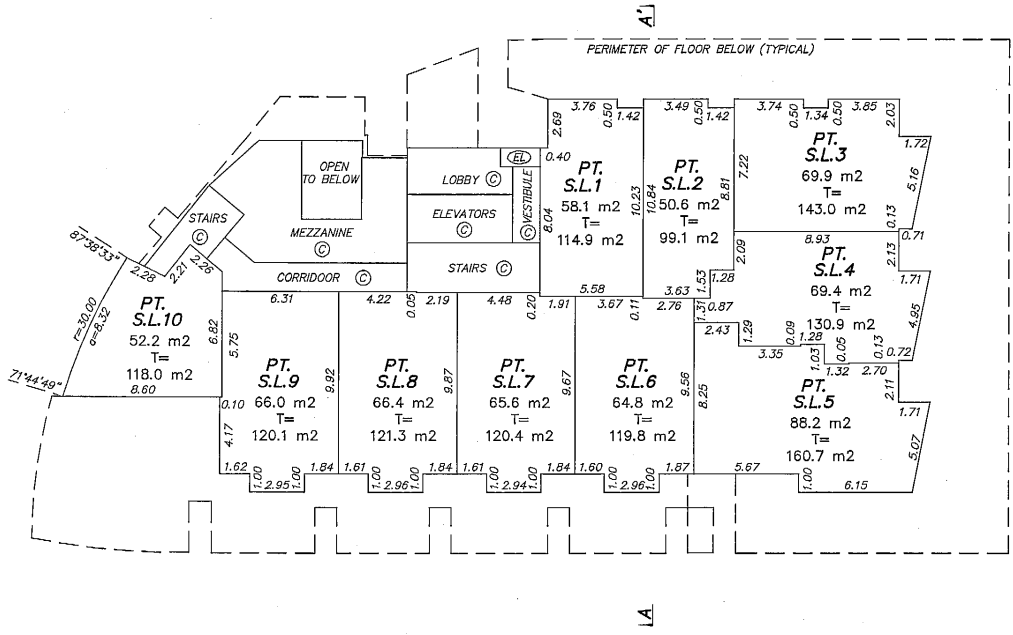 A'
PERIMETER OF FLOOR BELOW (TYPICAL)
3.76
0.50
1.42
3.49
0.50
1.42
3.74
0.50
1.34
0.50
3.85
2.03
2.69
0.40
1.72
5.16
0.13
0.71
PT.
S.L.1
58.1 m2
T=
114.9 m2
8.04
10.23
5.58
PT.
S.L.2
50.6 m2
T=
99.1 m2
10.84
8.81
3.63
1.53
1.28
PT.
S.L.3
69.9 m2
T=
143.0 m2
7.22
8.93
PT.
S.L.4
69.4 m2
T=
130.9 m2
2.09
2.13
1.71
4.95
0.72
0.13
0.87
1.31
2.43
1.29
3.35
0.09
1.28
1.03
0.05
1.32
2.70
OPEN
TO BELOW
LOBBY C
EL
VESTIBULE C
ELEVATORS
C
STAIRS
C
MEZZANINE
C
CORRIDOOR C
STAIRS C
87°38'33"
2.28
2.21
2.26
r=30.00
a=8.32
71°44'49"
PT.
S.L.10
52.2 m2
T=
118.0 m2
8.60
6.82
6.31
4.22
0.05
2.19
4.48
0.20
1.91
3.67
0.11
2.76
5.75
0.10
4.17
PT.
S.L.9
66.0 m2
T=
120.1 m2
9.92
PT.
S.L.8
66.4 m2
T=
121.3 m2
9.87
PT.
S.L.7
65.6 m2
T=
120.4 m2
9.67
PT.
S.L.6
64.8 m2
T=
119.8 m2
9.56
8.25
PT.
S.L.5
88.2 m2
T=
160.7 m2
2.11
1.71
5.07
1.62
1.00
2.95
1.00
1.84
1.61
1.00
2.96
1.00
1.84
1.61
1.00
2.94
1.00
1.84
1.60
1.00
2.96
1.00
1.87
5.67
1.00
6.15
A